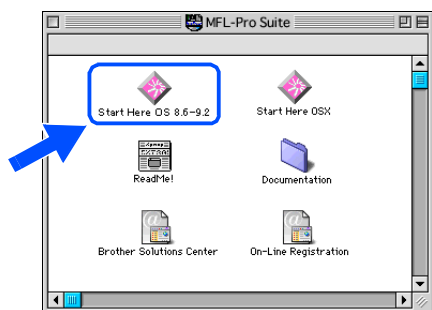 MFL-Pro Suite
Start Here OS 8.6-9.2
Start Here OSX
ReadMe!
Documentation
Brother Solutions Center
On-Line Registration